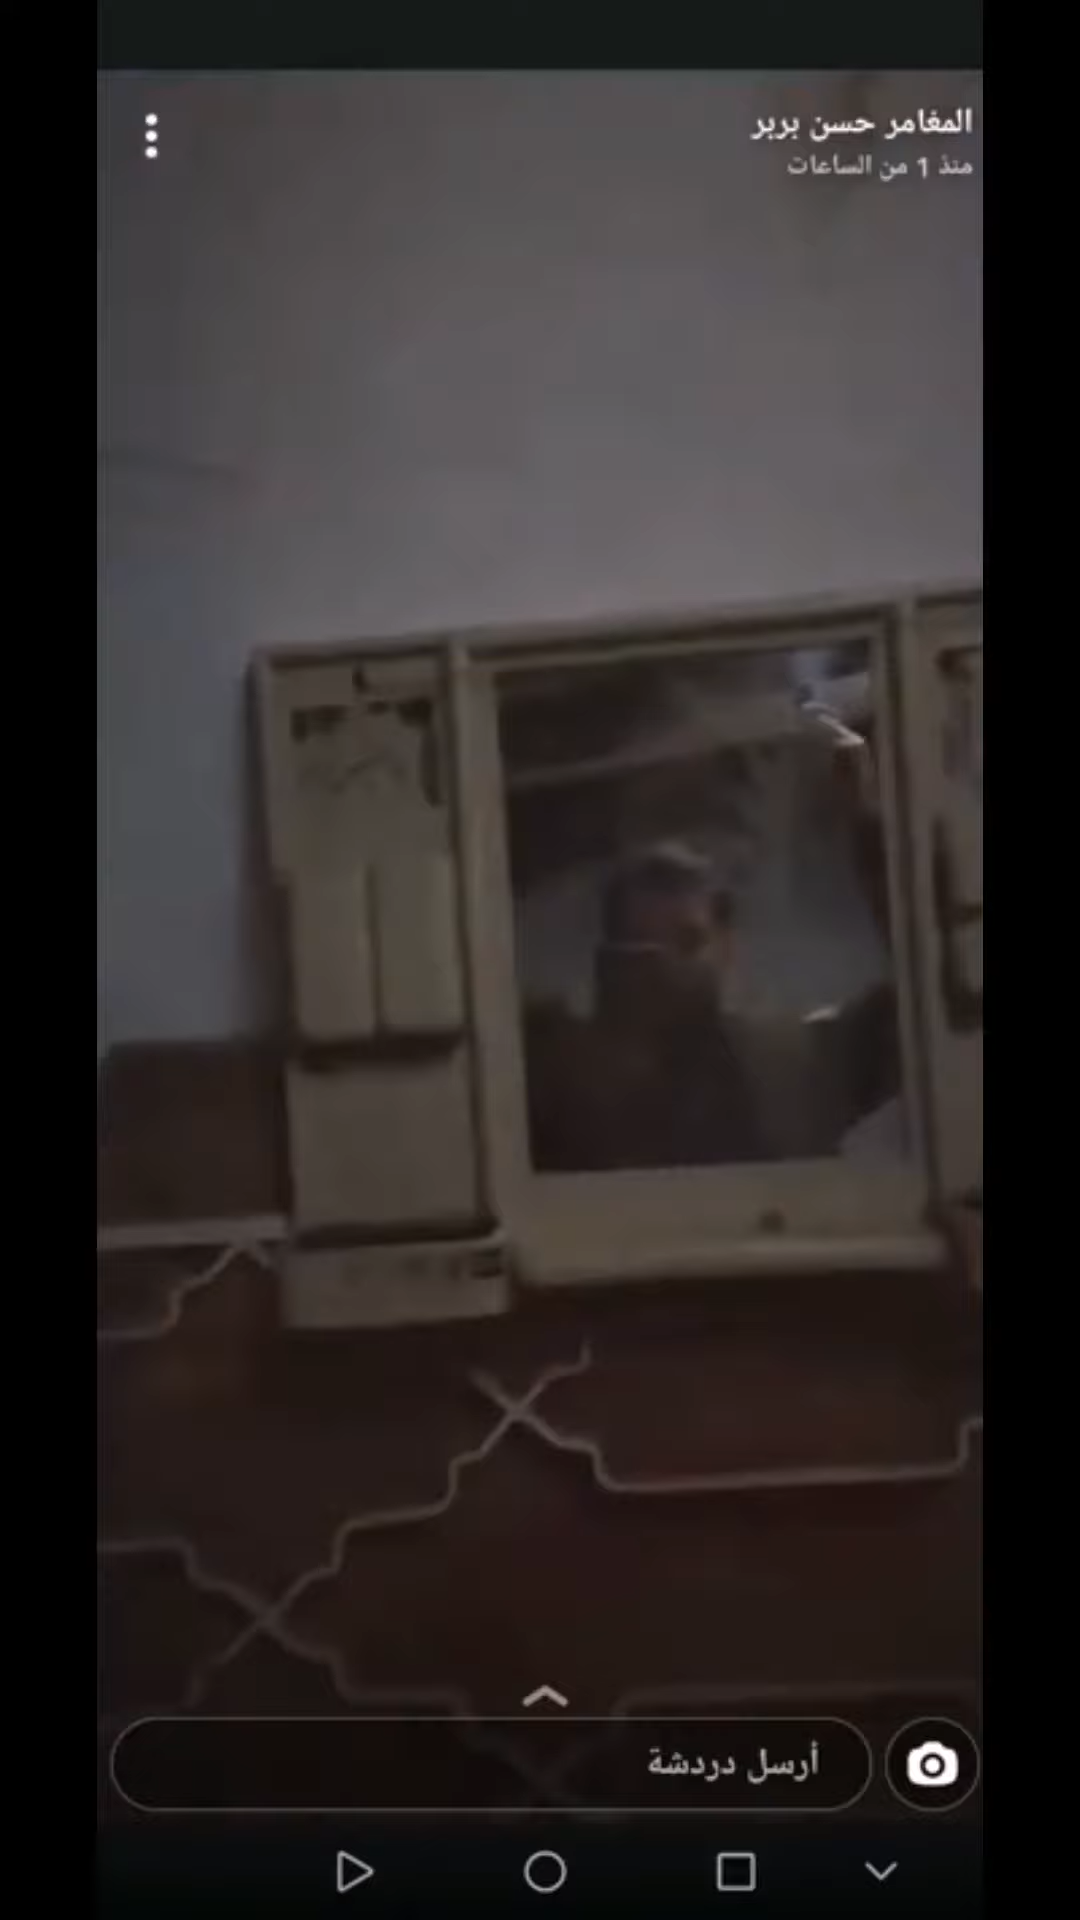 المغامر حسن بربر
منذ 1 من الساعات
أرسل دردشة